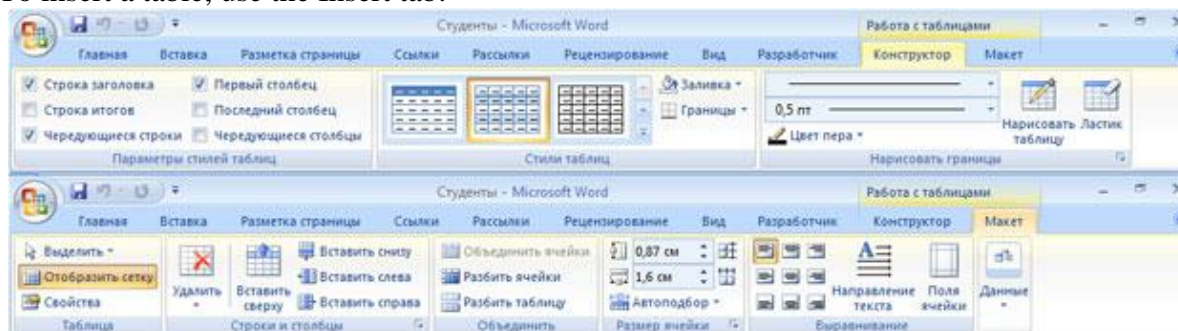 To insert a table, use the Insert tab.
Студенты - Microsoft Word
Работа с таблицами
Главная Вставка Разметка страницы Ссылки Рассылки Рецензирование Вид Разработчик Конструктор Макет
Строка заголовка Первый столбец Заливка
Строка итогов Последний столбец Границы 0,5 пт
Чередующиеся строки Чередующиеся столбцы Цвет пера Нарисовать таблицу Ластик
Параметры стилей таблиц Стили таблиц Нарисовать границы
Студенты - Microsoft Word
Работа с таблицами
Главная Вставка Разметка страницы Ссылки Рассылки Рецензирование Вид Разработчик Конструктор Макет
Выделить Вставить снизу Объединить ячейки 0,87 см
Отобразить сетку Удалить Вставить сверху Вставить слева Разбить ячейки 1,6 см Направление текста Поля ячейки Данные
Свойства Вставить справа Разбить таблицу Автоподбор
Таблица Строки и столбцы Объединить Размер ячейки Выравнивание